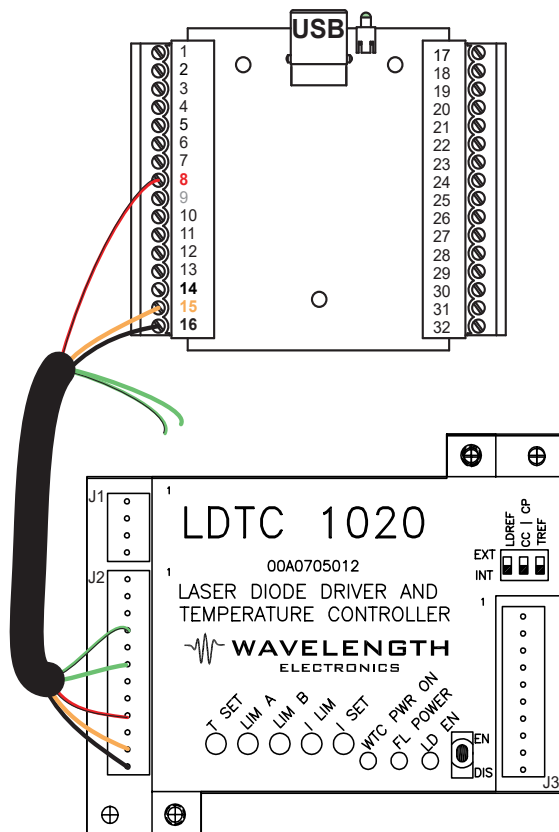 USB
1
2
3
4
5
6
7
8
9
10
11
12
13
14
15
16
17
18
19
20
21
22
23
24
25
26
27
28
29
30
31
32
J1
1
LDTC 1020
00A0705012
LASER DIODE DRIVER AND
TEMPERATURE CONTROLLER
WAVELENGTH
ELECTRONICS
LDREF
CC | CP
TREF
EXT
INT
J2
1
1
T SET
LIM A
LIM B
I LIM
I SET
WTC PWR ON
FL POWER
LD EN
EN
DIS
J3